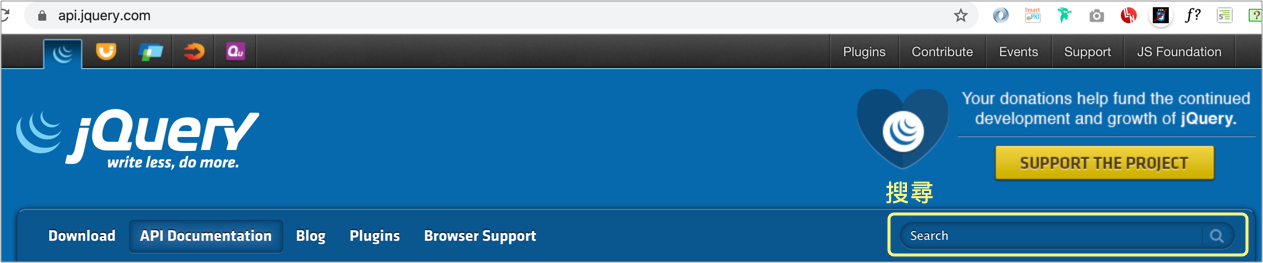 api.jquery.com
Smart
f?
Qu
Plugins
Contribute
Events
Support
JS Foundation
jQuery
write less, do more.
Your donations help fund the continued
development and growth of jQuery.
SUPPORT THE PROJECT
搜尋
Download
API Documentation
Blog
Plugins
Browser Support
Search